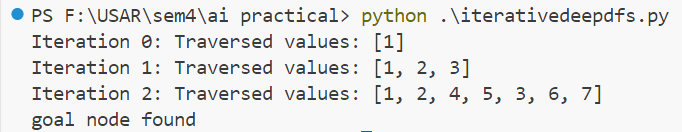 PS F:\USAR\sem4\ai practical> python .\iterativedeepdfs.py
Iteration 0: Traversed values: [1]
Iteration 1: Traversed values: [1, 2, 3]
Iteration 2: Traversed values: [1, 2, 4, 5, 3, 6, 7]
goal node found